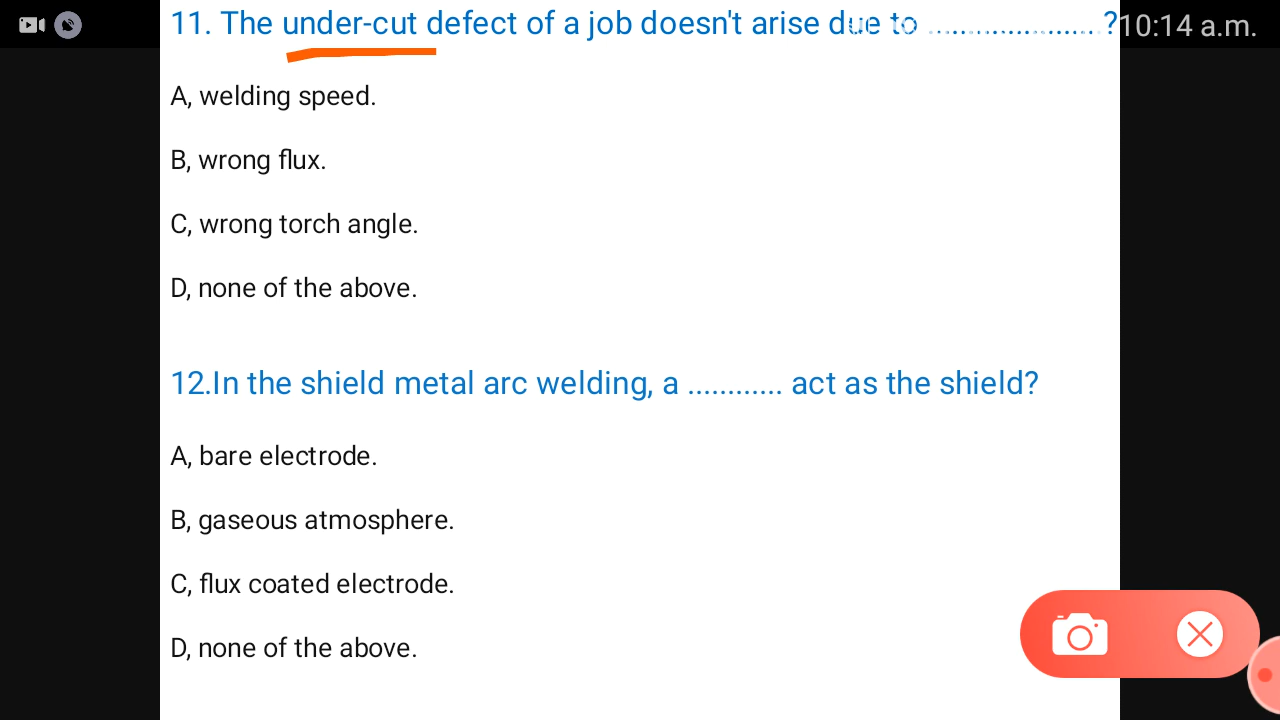 11. The under-cut defect of a job doesn't arise due to ......................? 10:14 a.m.
A, welding speed.
B, wrong flux.
C, wrong torch angle.
D, none of the above.
12.In the shield metal arc welding, a ............ act as the shield?
A, bare electrode.
B, gaseous atmosphere.
C, flux coated electrode.
D, none of the above.